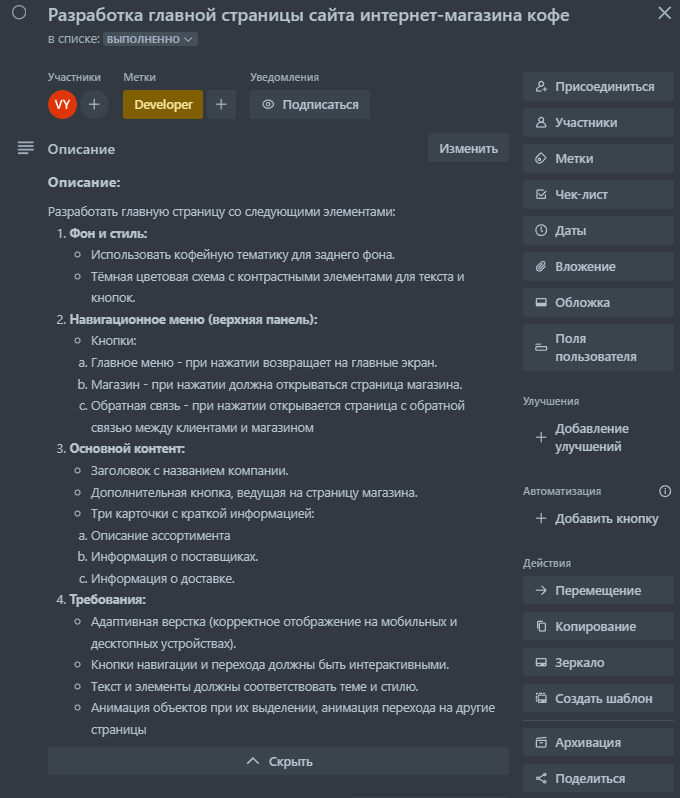 Разработка главной страницы сайта интернет-магазина кофе
в списке: ВЫПОЛНЕННО
Участники Метки Уведомления
VY Developer Подписаться
Описание Изменить
Описание:
Разработать главную страницу со следующими элементами:
1. Фон и стиль:
Использовать кофейную тематику для заднего фона.
Тёмная цветовая схема с контрастными элементами для текста и
кнопок.
2. Навигационное меню (верхняя панель):
Кнопки:
a. Главное меню - при нажатии возвращает на главные экран.
b. Магазин - при нажатии должна открываться страница магазина.
c. Обратная связь - при нажатии открывается страница с обратной
связью между клиентами и магазином
3. Основной контент:
Заголовок с названием компании.
Дополнительная кнопка, ведущая на страницу магазина.
Три карточки с краткой информацией:
a. Описание ассортимента
b. Информация о поставщиках.
c. Информация о доставке.
4. Требования:
Адаптивная верстка (корректное отображение на мобильных и
десктопных устройствах).
Кнопки навигации и перехода должны быть интерактивными.
Текст и элементы должны соответствовать теме и стилю.
Анимация объектов при их выделении, анимация перехода на другие
страницы
Скрыть
Присоединиться
Участники
Метки
Чек-лист
Даты
Вложение
Обложка
Поля
пользователя
Улучшения
Добавление
улучшений
Автоматизация
Добавить кнопку
Действия
Перемещение
Копирование
Зеркало
Создать шаблон
Архивация
Поделиться